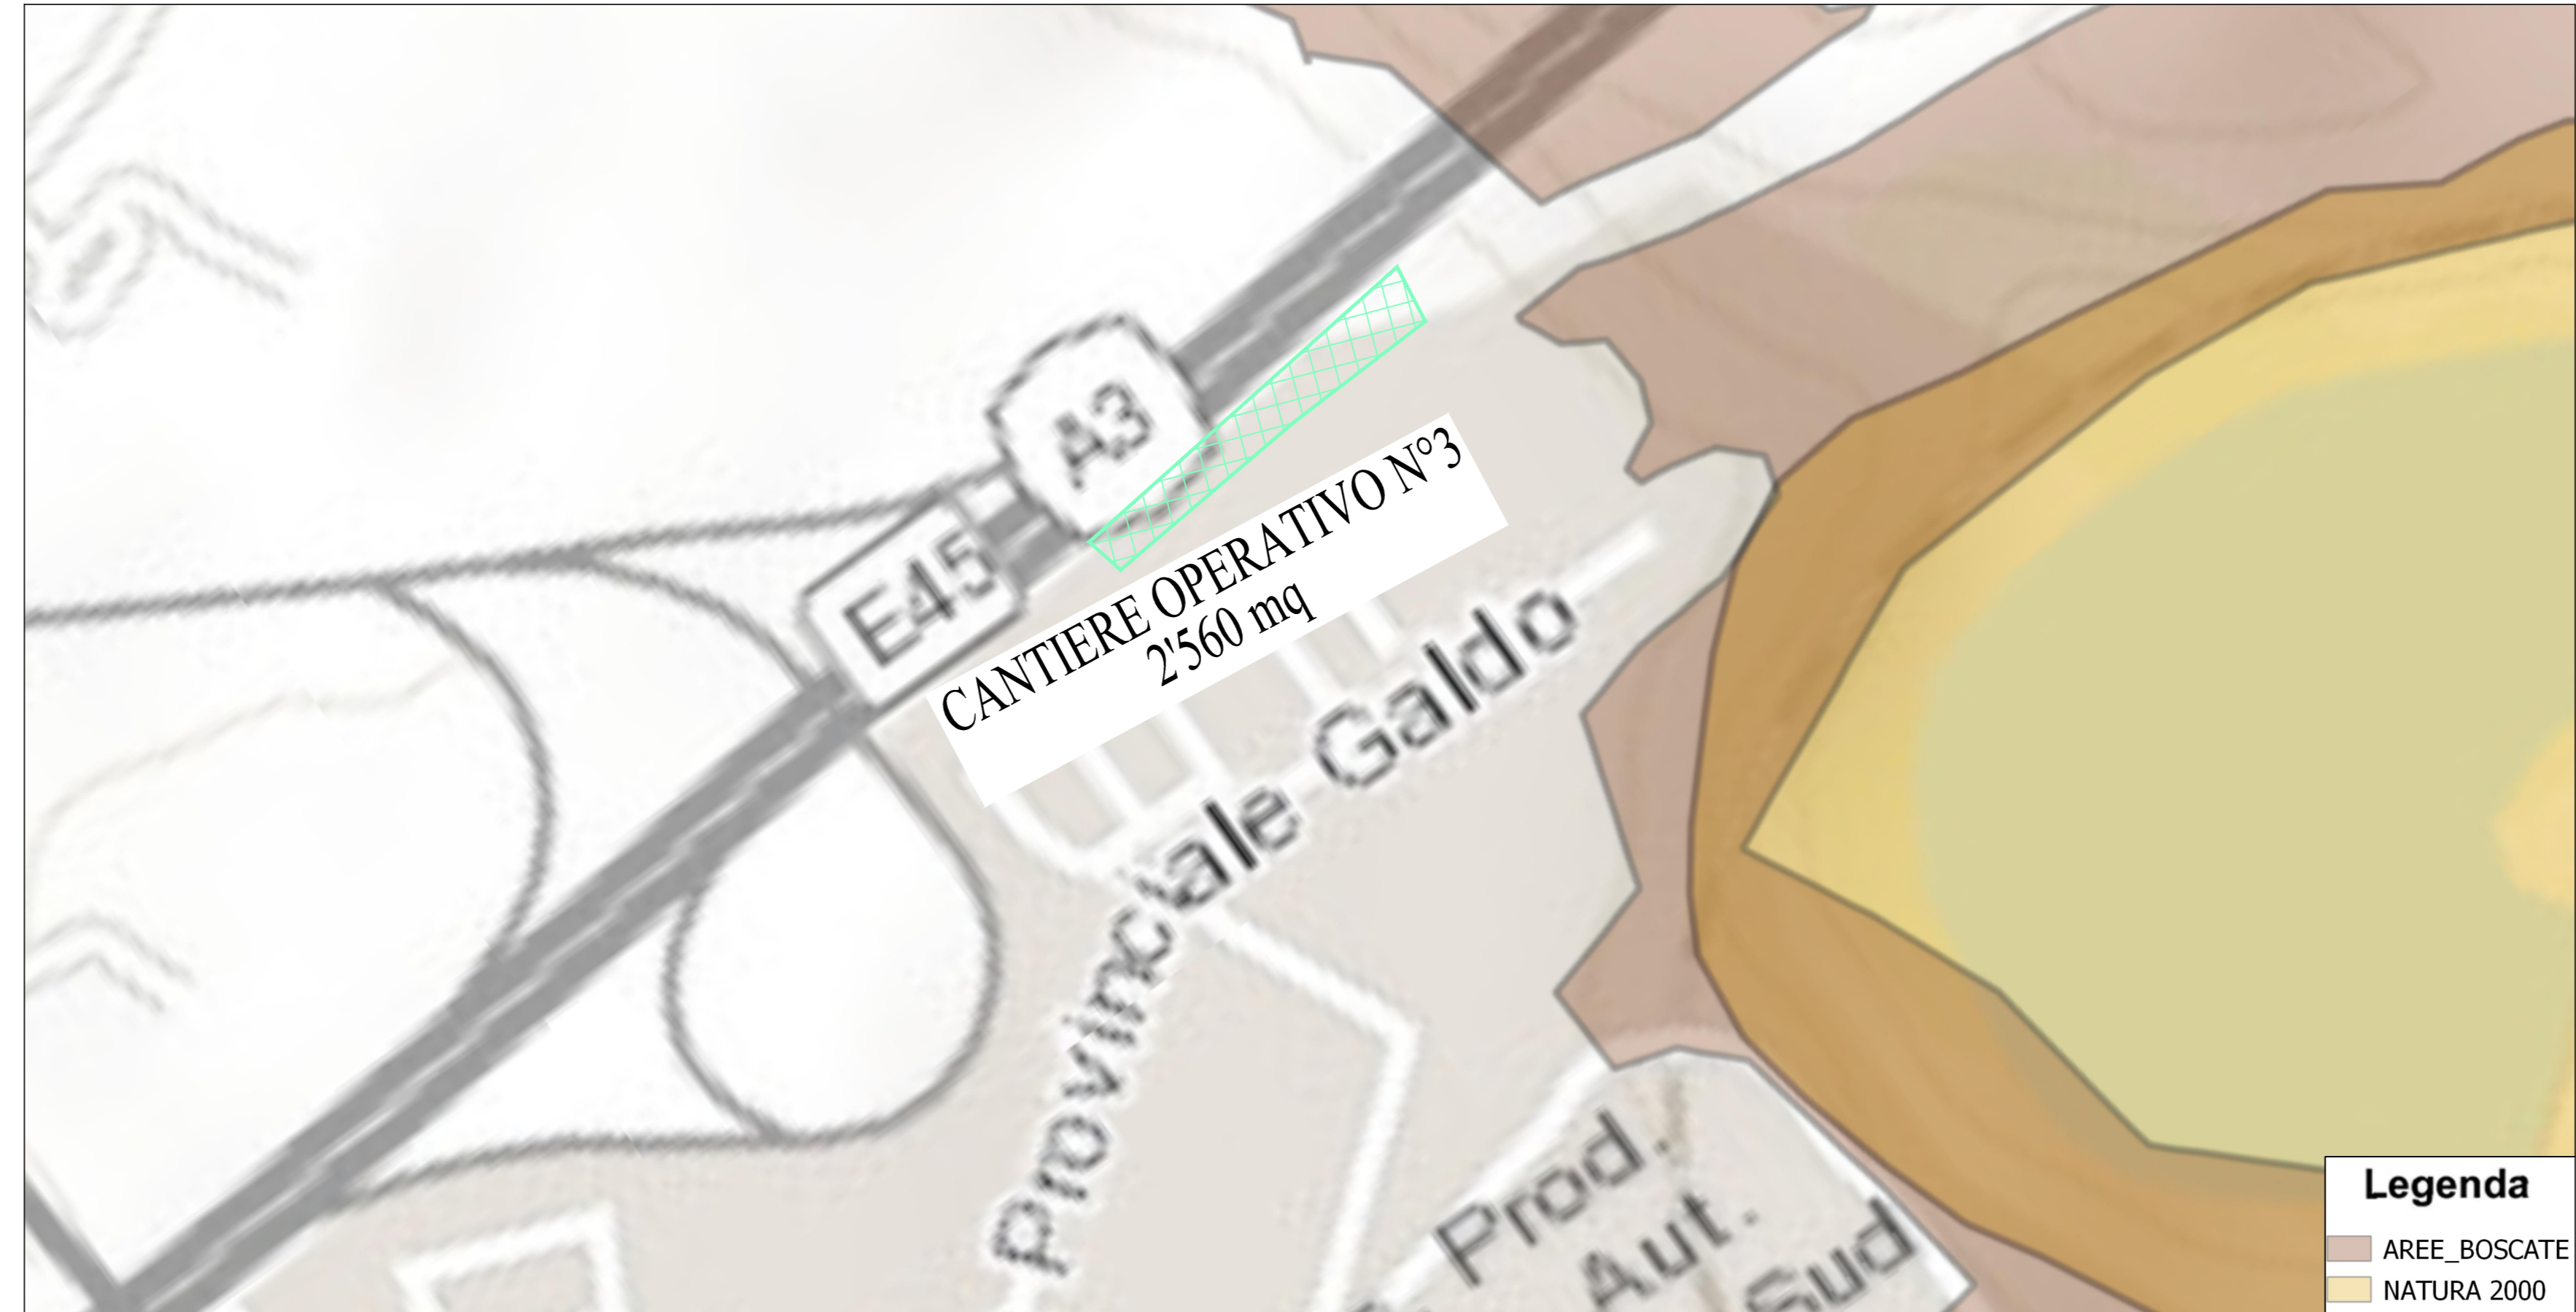 A3
E45
CANTIERE OPERATIVO N°3
2'560 mq
Provinciale Galdo
Prod.
Aut.
Sud
Legenda
AREE_BOSCATE
NATURA 2000